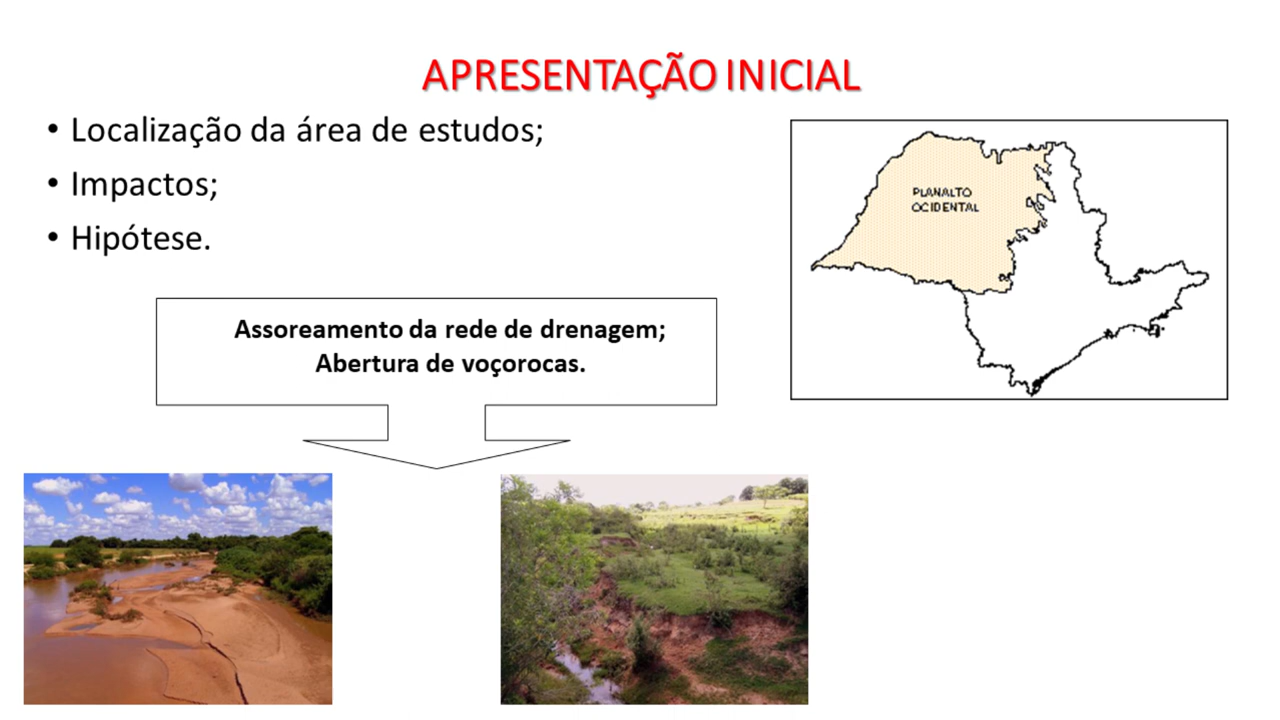 APRESENTAÇÃO INICIAL
• Localização da área de estudos;
• Impactos;
• Hipótese.
PLANALTO
OCIDENTAL
Assoreamento da rede de drenagem;
Abertura de voçorocas.